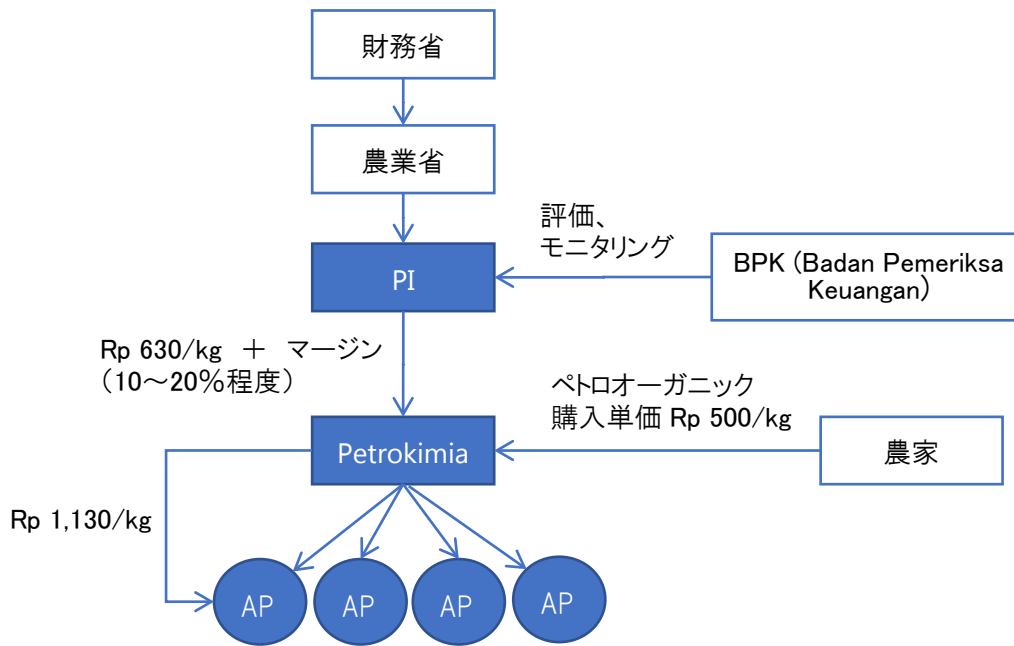 財務省
農業省
評価、
モニタリング
BPK (Badan Pemeriksa
Keuangan)
PI
Rp 630/kg ＋ マージン
（10～20％程度）
ペトロオーガニック
購入単価 Rp 500/kg
Petrokimia
農家
Rp 1,130/kg
AP
AP
AP
AP